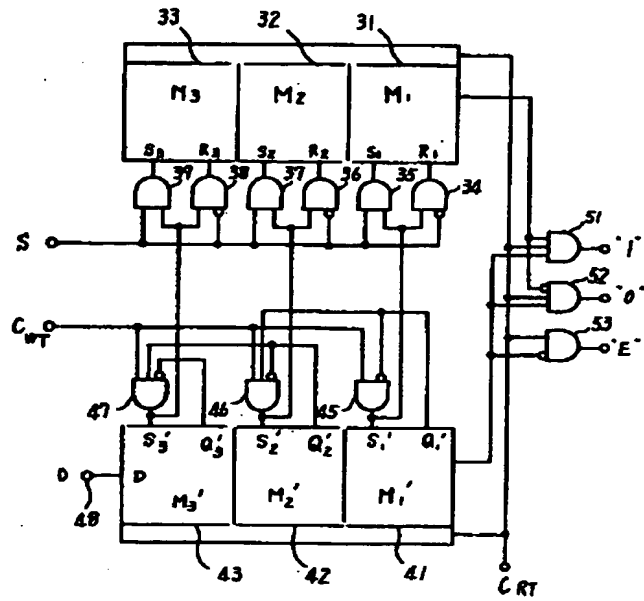 33 32 31
M3 M2 M1
S3 R3 S2 R2 S1 R1
39 38 37 36 35 34
S
51
"1"
52
"0"
CWT
53
"E"
47 46 45
S3' Q3' S2' Q2' S1' Q1'
D D
48
M3' M2' M1'
43 42 41
CRT